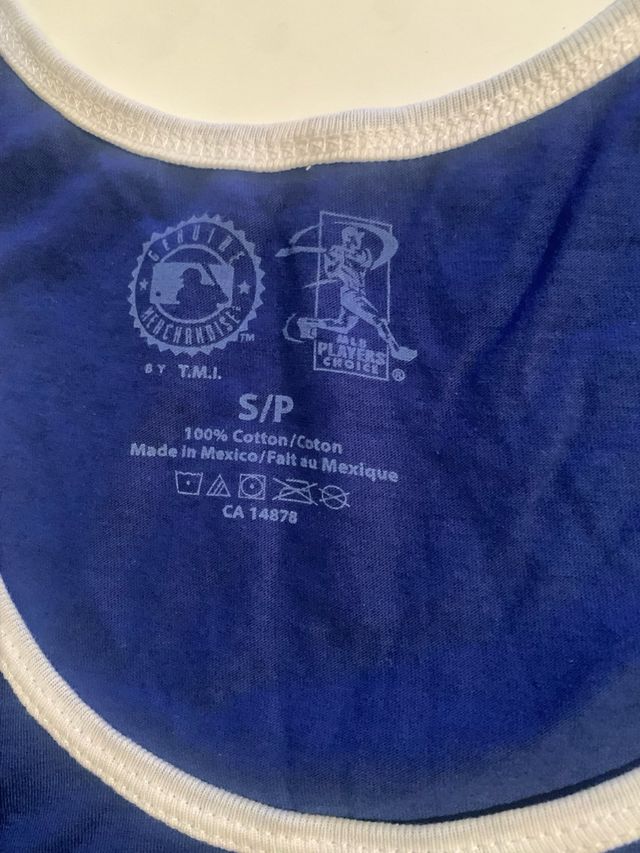 GENUINE
MERCHANDISE
TM
BY T.M.I.
MLB
PLAYERS
CHOICE
®
S/P
100% Cotton/Coton
Made in Mexico/Fait au Mexique
CA 14878